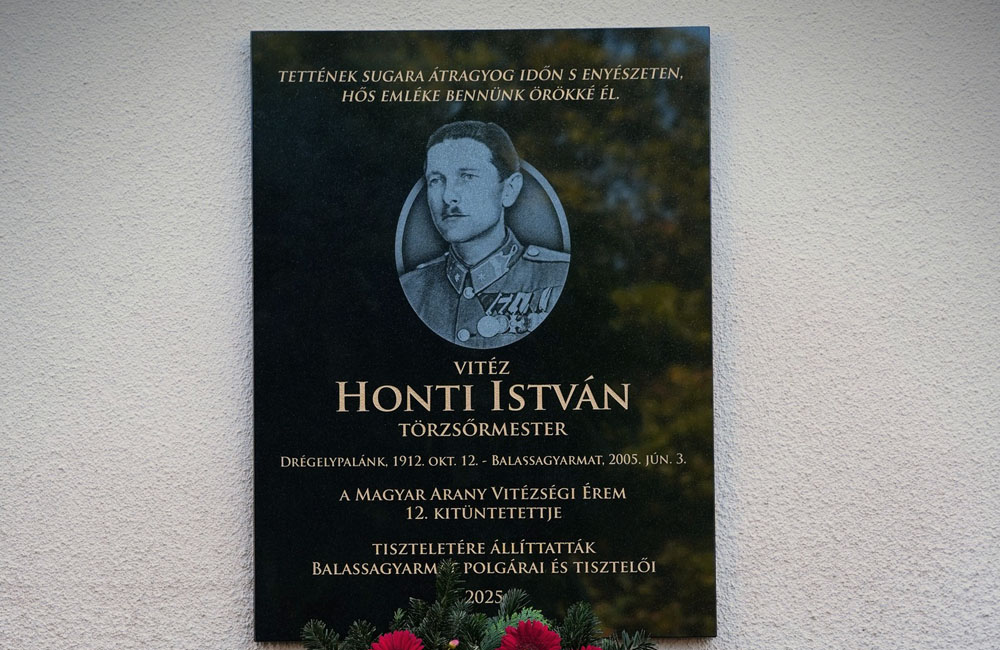 TETTÉNEK SUGARA ÁTRAGYOG IDŐN S ENYÉSZETEN,
HŐS EMLÉKE BENNÜNK ÖRÖKKÉ ÉL.
VITÉZ
HONTI ISTVÁN
TÖRZSŐRMESTER
DRÉGELYPALÁNK, 1912. OKT. 12. - BALASSAGYARMAT, 2005. JÚN. 3.
A MAGYAR ARANY VITÉZSÉGI ÉREM
12. KITÜNTETETTJE
TISZTELETÉRE ÁLLÍTTATTÁK
BALASSAGYARMAT POLGÁRAI ÉS TISZTELŐI
2025